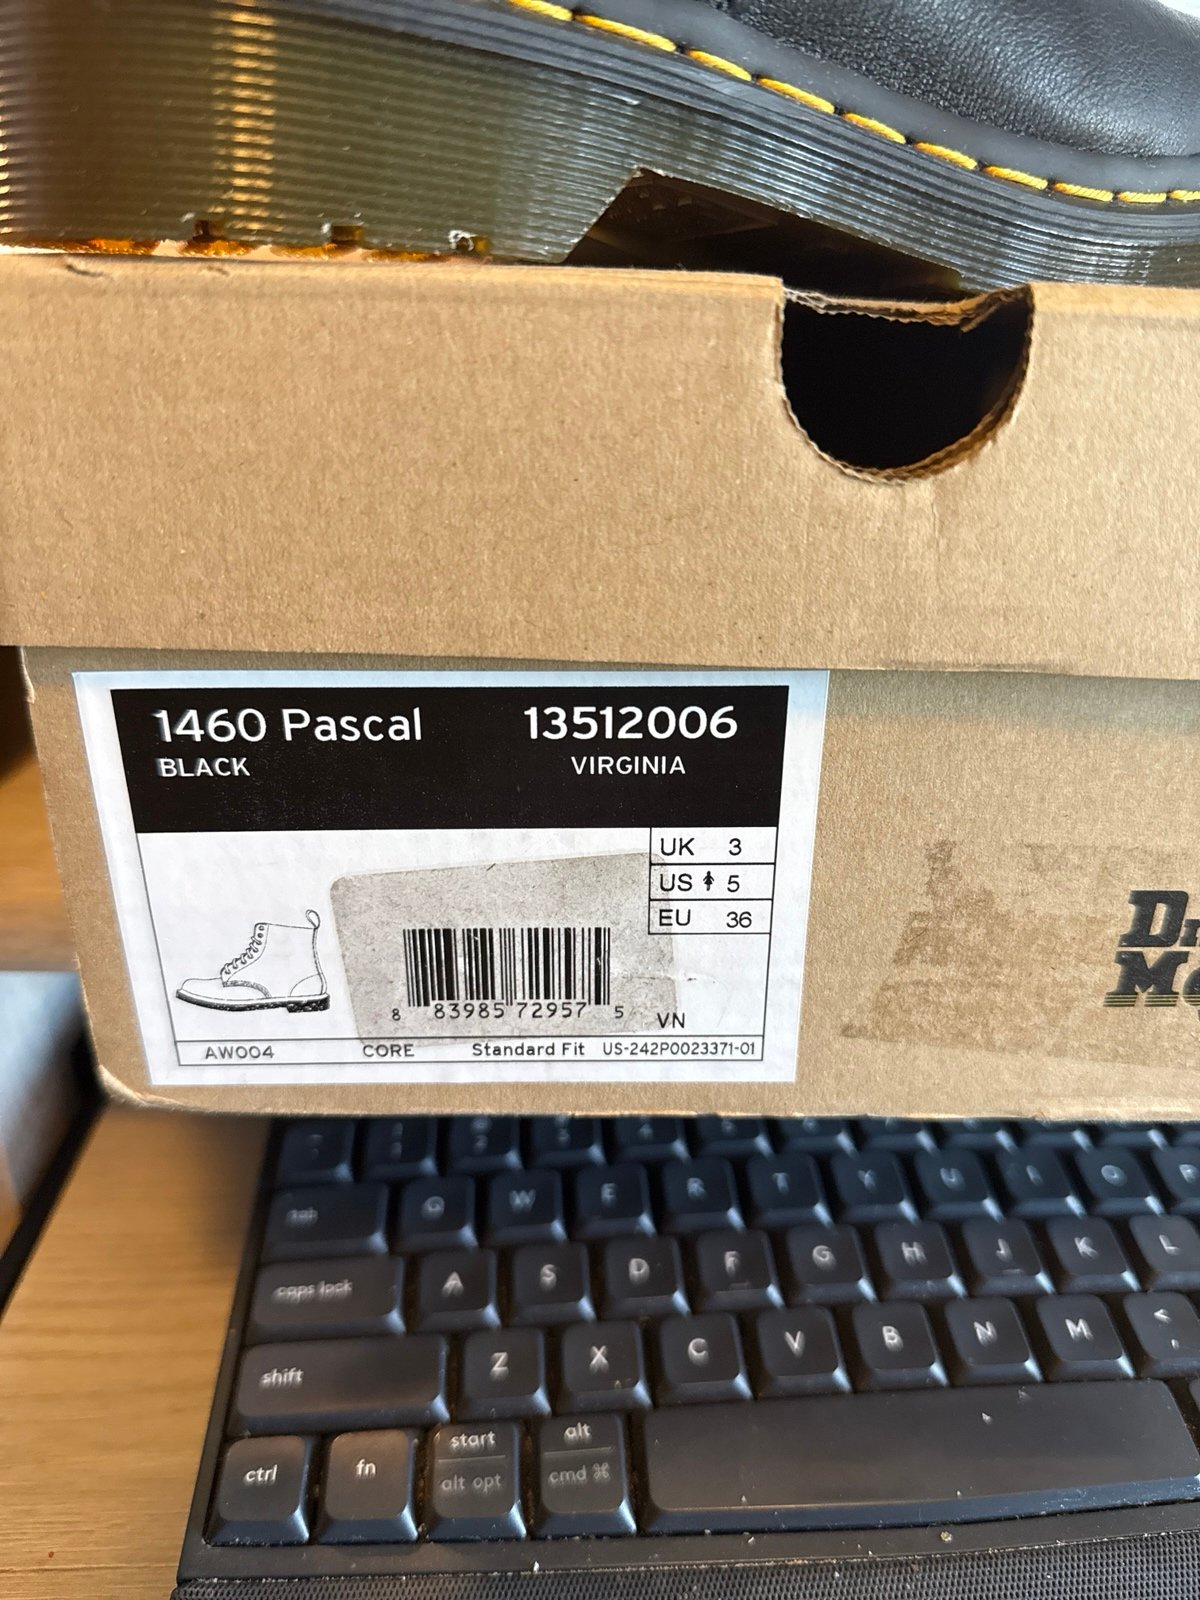 1460 Pascal 13512006
BLACK VIRGINIA
UK 3
US 5
EU 36
8 83985 72957 5 VN
AW004 CORE Standard Fit US-242P0023371-01
tab Q W E R T Y U I O P
caps lock A S D F G H J K L
shift Z X C V B N M < ,
ctrl fn start alt
alt opt cmd ⌘